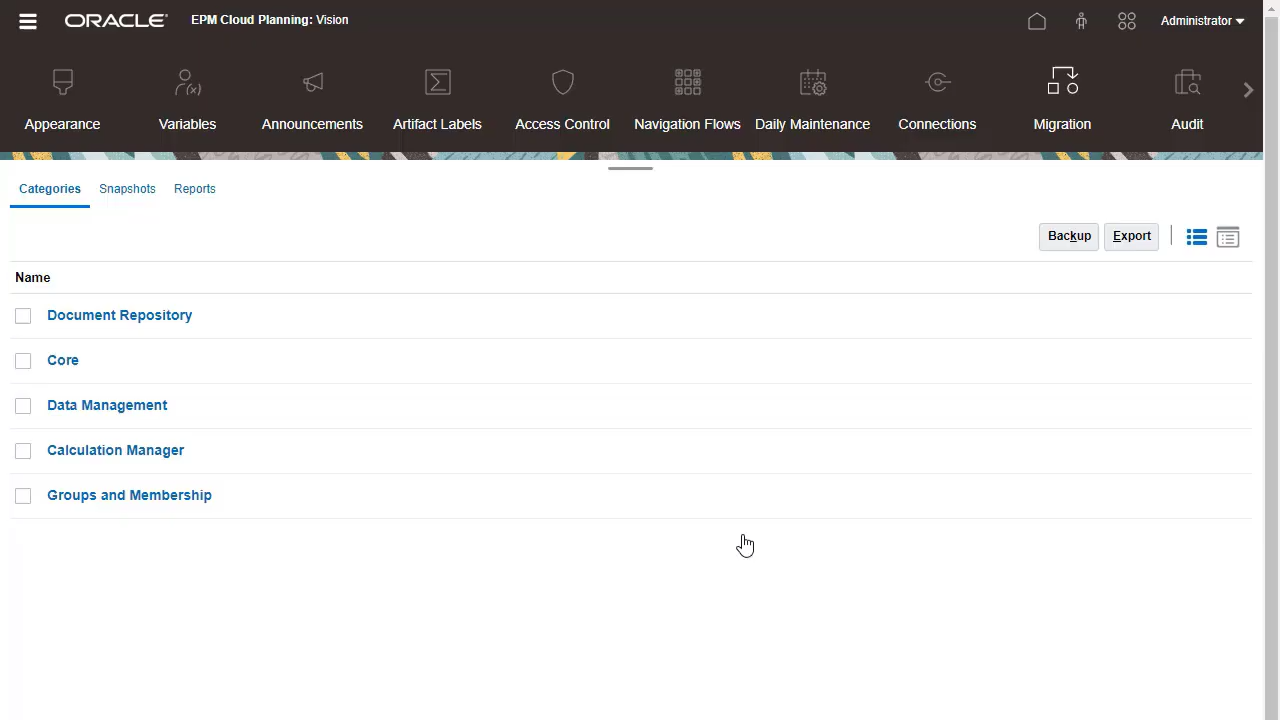 ORACLE EPM Cloud Planning: Vision Administrator
Appearance Variables Announcements Artifact Labels Access Control Navigation Flows Daily Maintenance Connections Migration Audit
Categories Snapshots Reports
Backup Export
Name
Document Repository
Core
Data Management
Calculation Manager
Groups and Membership